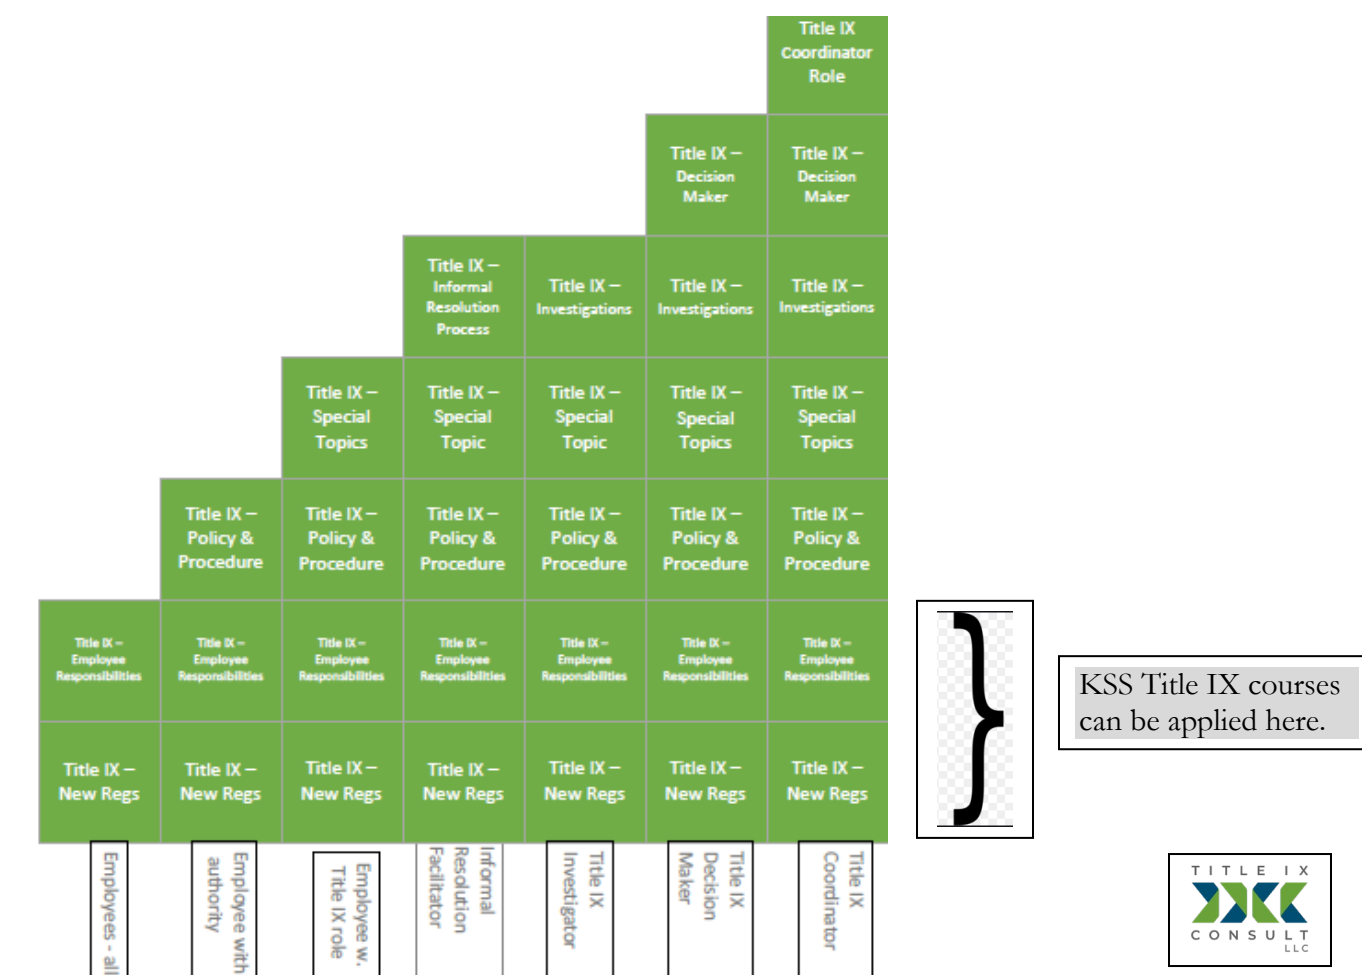 Title IX
Coordinator
Role
Title IX –
Decision
Maker
Title IX –
Decision
Maker
Title IX –
Informal
Resolution
Process
Title IX –
Investigations
Title IX –
Investigations
Title IX –
Investigations
Title IX –
Special
Topics
Title IX –
Special
Topic
Title IX –
Special
Topic
Title IX –
Special
Topics
Title IX –
Special
Topics
Title IX –
Policy &
Procedure
Title IX –
Policy &
Procedure
Title IX –
Policy &
Procedure
Title IX –
Policy &
Procedure
Title IX –
Policy &
Procedure
Title IX –
Policy &
Procedure
Title IX –
Employee
Responsibilities
Title IX –
Employee
Responsibilities
Title IX –
Employee
Responsibilities
Title IX –
Employee
Responsibilities
Title IX –
Employee
Responsibilities
Title IX –
Employee
Responsibilities
Title IX –
Employee
Responsibilities
}
KSS Title IX courses
can be applied here.
Title IX –
New Regs
Title IX –
New Regs
Title IX –
New Regs
Title IX –
New Regs
Title IX –
New Regs
Title IX –
New Regs
Title IX –
New Regs
Employees - all
Employee with
authority
Employee w.
Title IX role
Informal
Resolution
Facilitator
Title IX
Investigator
Title IX
Decision
Maker
Title IX
Coordinator
TITLE IX
CONSULT
LLC